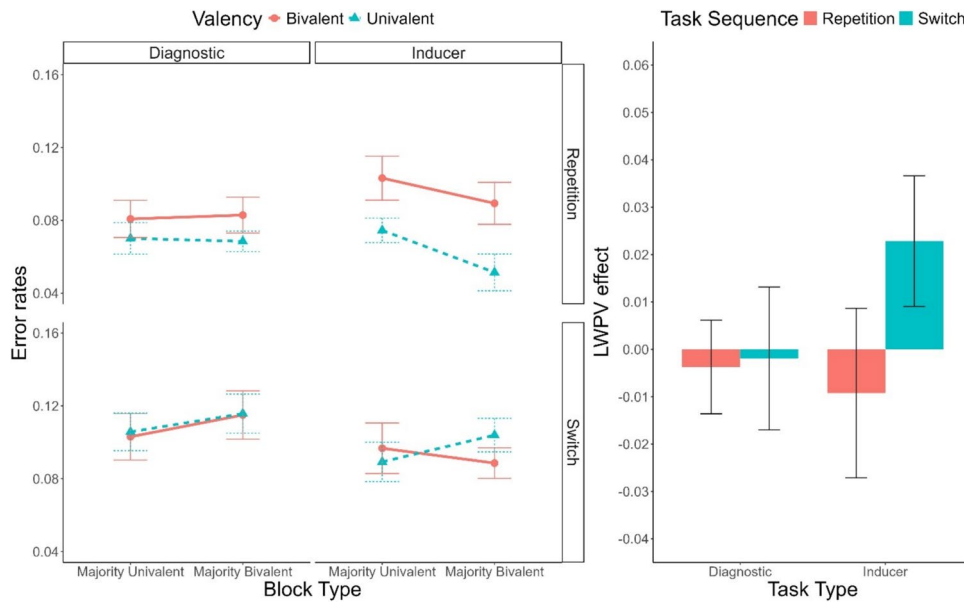 Valency Bivalent Univalent
Diagnostic Inducer
0.16
0.12
0.08
0.04
Repetition
0.16
0.12
0.08
0.04
Switch
Error rates
Majority Univalent Majority Bivalent Majority Univalent Majority Bivalent
Block Type
Task Sequence Repetition Switch
0.06
0.05
0.04
0.03
0.02
0.01
0.00
-0.01
-0.02
-0.03
-0.04
LWPV effect
Diagnostic Inducer
Task Type